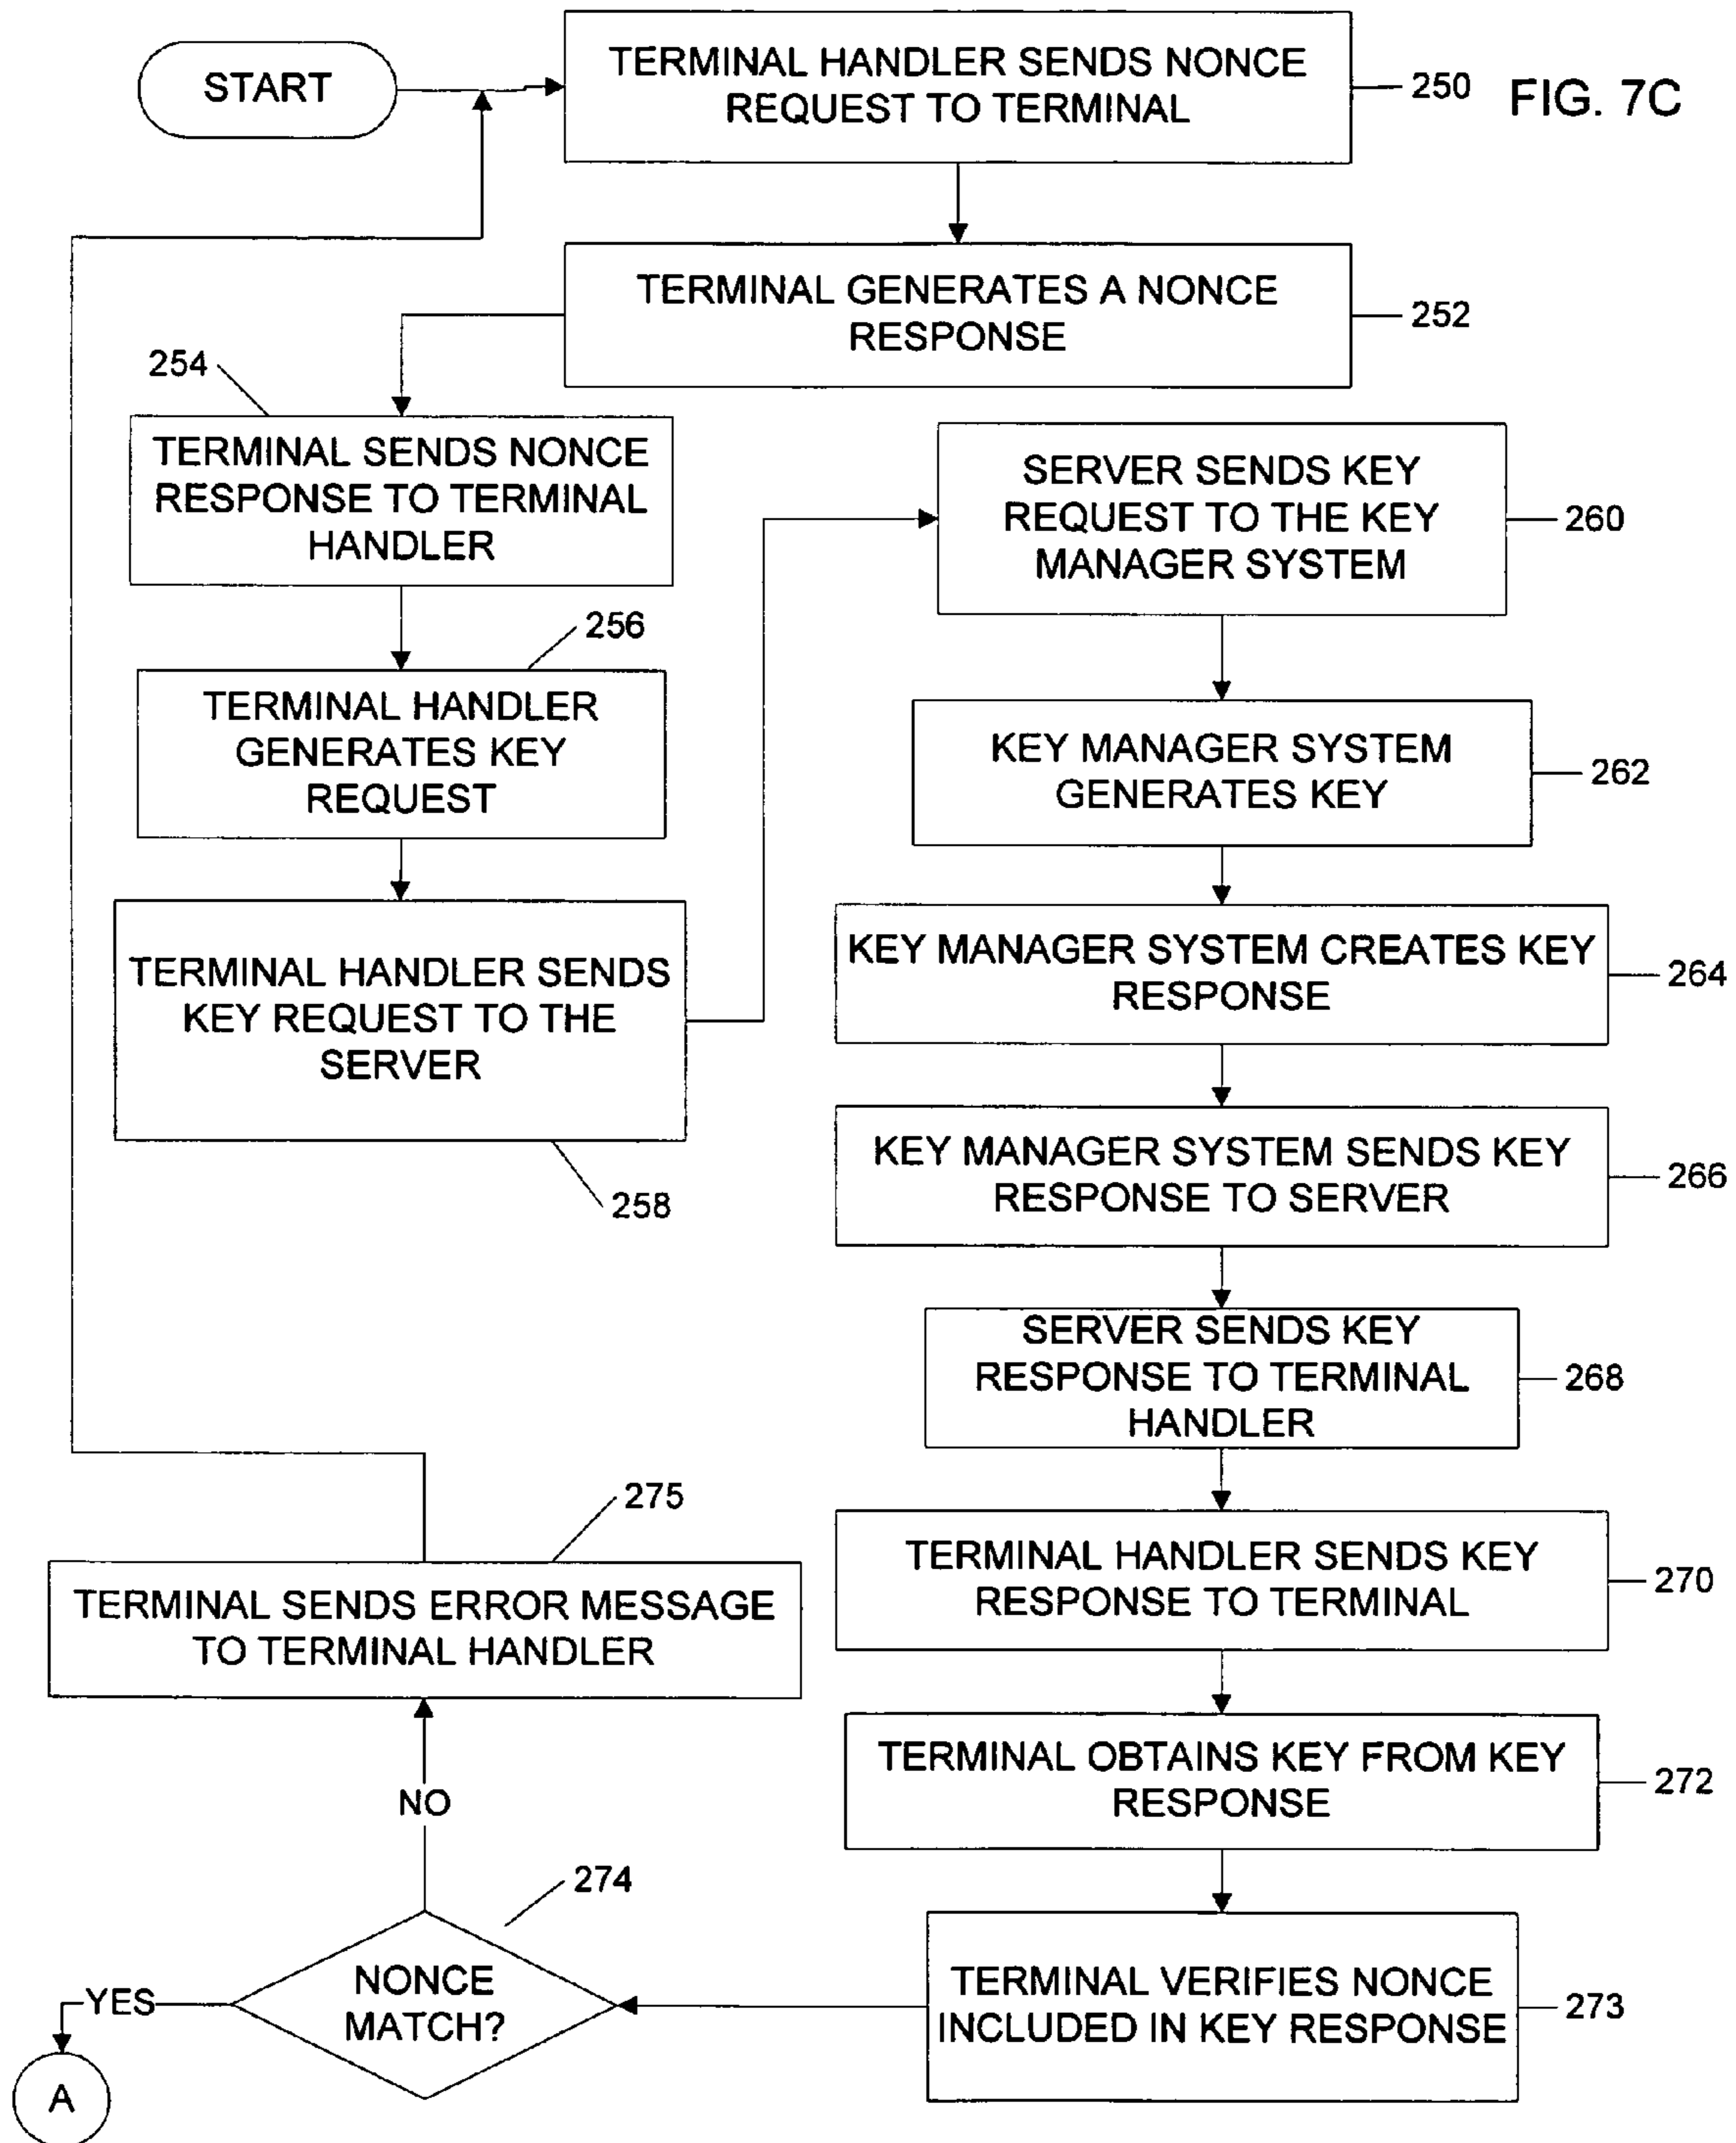 START
TERMINAL HANDLER SENDS NONCE
REQUEST TO TERMINAL
250
FIG. 7C
TERMINAL GENERATES A NONCE
RESPONSE
252
254
TERMINAL SENDS NONCE
RESPONSE TO TERMINAL
HANDLER
256
TERMINAL HANDLER
GENERATES KEY
REQUEST
TERMINAL HANDLER SENDS
KEY REQUEST TO THE
SERVER
258
SERVER SENDS KEY
REQUEST TO THE KEY
MANAGER SYSTEM
260
KEY MANAGER SYSTEM
GENERATES KEY
262
KEY MANAGER SYSTEM CREATES KEY
RESPONSE
264
KEY MANAGER SYSTEM SENDS KEY
RESPONSE TO SERVER
266
SERVER SENDS KEY
RESPONSE TO TERMINAL
HANDLER
268
TERMINAL HANDLER SENDS KEY
RESPONSE TO TERMINAL
270
TERMINAL OBTAINS KEY FROM KEY
RESPONSE
272
TERMINAL VERIFIES NONCE
INCLUDED IN KEY RESPONSE
273
274
NONCE
MATCH?
NO
275
TERMINAL SENDS ERROR MESSAGE
TO TERMINAL HANDLER
YES
A